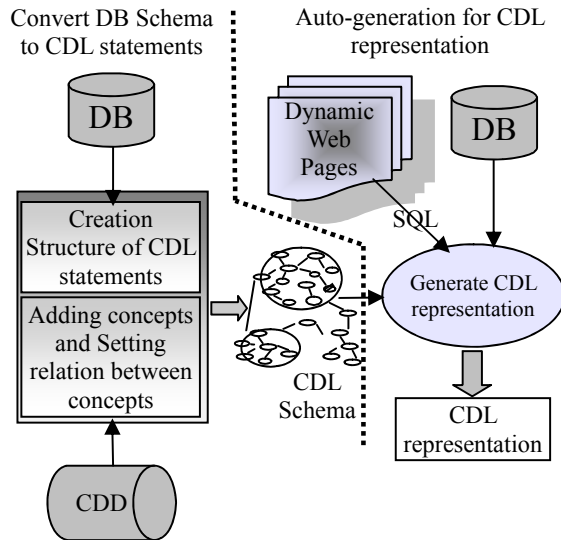 Convert DB Schema
to CDL statements
Auto-generation for CDL
representation
DB
Dynamic
Web
Pages
DB
SQL
Creation
Structure of CDL
statements
Adding concepts
and Setting
relation between
concepts
Generate CDL
representation
CDL
Schema
CDL
representation
CDD